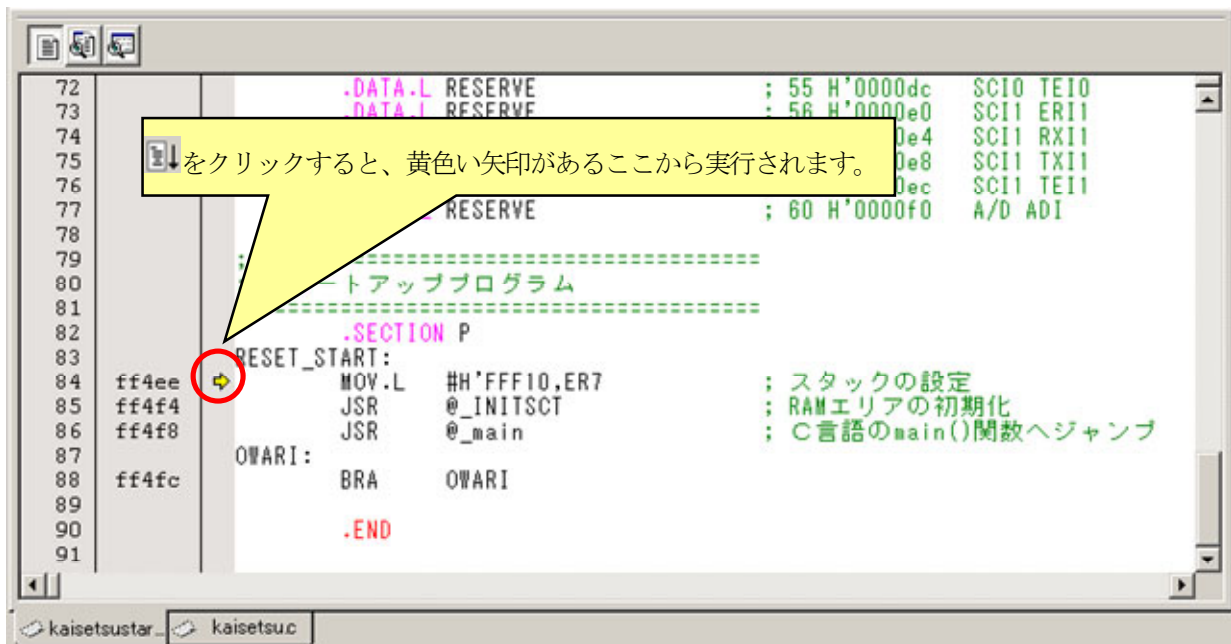 72 .DATA.L RESERVE ; 55 H'0000dc SCI0 TEI0
73 .DATA.L RESERVE ; 56 H'0000e0 SCI1 ERI1
74 0e4 SCI1 RXI1
75 0e8 SCI1 TXI1
76 0ec SCI1 TEI1
をクリックすると、黄色い矢印があるここから実行されます。
77 RESERVE ; 60 H'0000f0 A/D ADI
78
79 ;==============================
80 ートアッププログラム
81 ==============================
82 .SECTION P
83 RESET_START:
84 ff4ee MOV.L #H'FFF10,ER7 ; スタックの設定
85 ff4f4 JSR @_INITSCT ; RAMエリアの初期化
86 ff4f8 JSR @_main ; C言語のmain()関数へジャンプ
87 OWARI:
88 ff4fc BRA OWARI
89
90 .END
91
kaisetsustar... kaisetsu.c